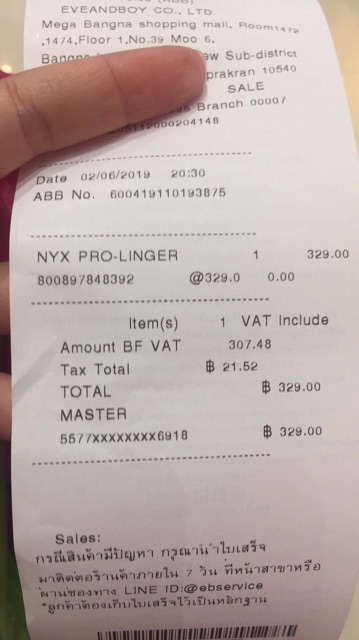 EVEANDBOY CO., LTD.
Mega Bangna shopping mall, Room1472
,1474,Floor 1,No.39 Moo 6,
Sub-district
10540
SALE
Branch 00007
Date 02/06/2019 20:30
ABB No. 600419110193875
NYX PRO-LINGER 1 329.00
800897848392 @329.0 0.00
Item(s) 1 VAT Include
Amount BF VAT 307.48
Tax Total ฿ 21.52
TOTAL ฿ 329.00
MASTER
5577XXXXXXXX6918 ฿ 329.00
Sales:
กรณีสินค้ามีปัญหา กรุณานำใบเสร็จ
มาติดต่อร้านค้าภายใน 7 วัน ที่หน้าสาขาหรือ
ผ่านช่องทาง LINE ID:@ebservice
*ลูกค้าต้องเก็บใบเสร็จไว้เป็นหลักฐาน